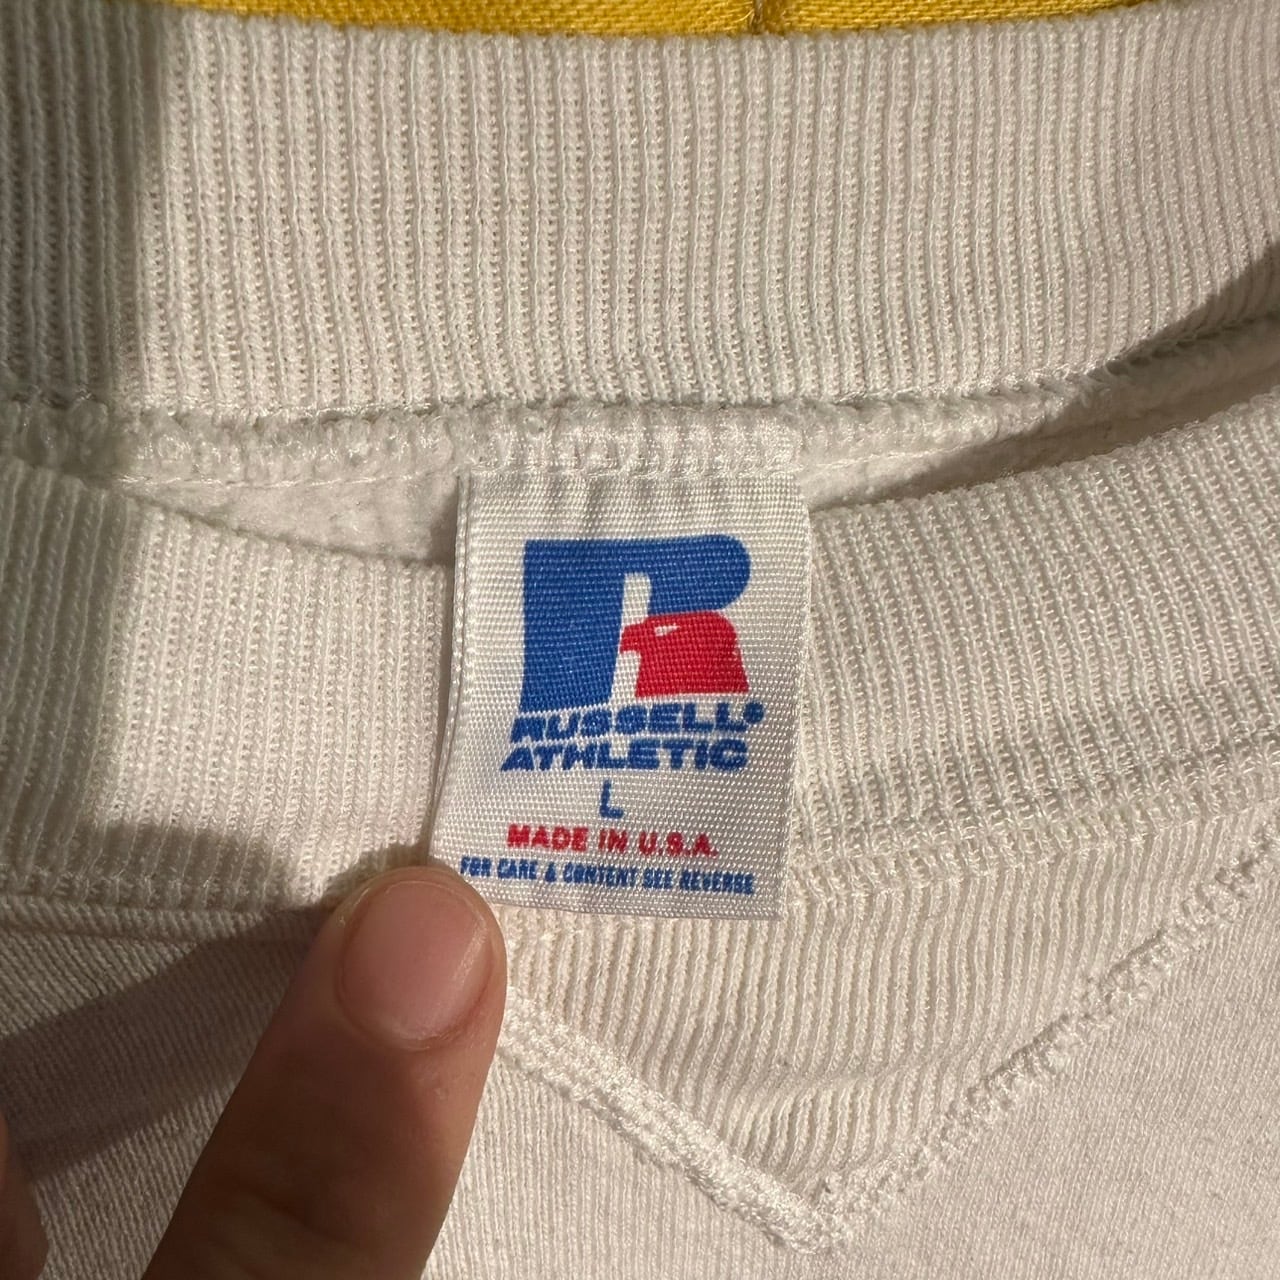 R
RUSSELL®
ATHLETIC
L
MADE IN U.S.A.
FOR CARE & CONTENT SEE REVERSE